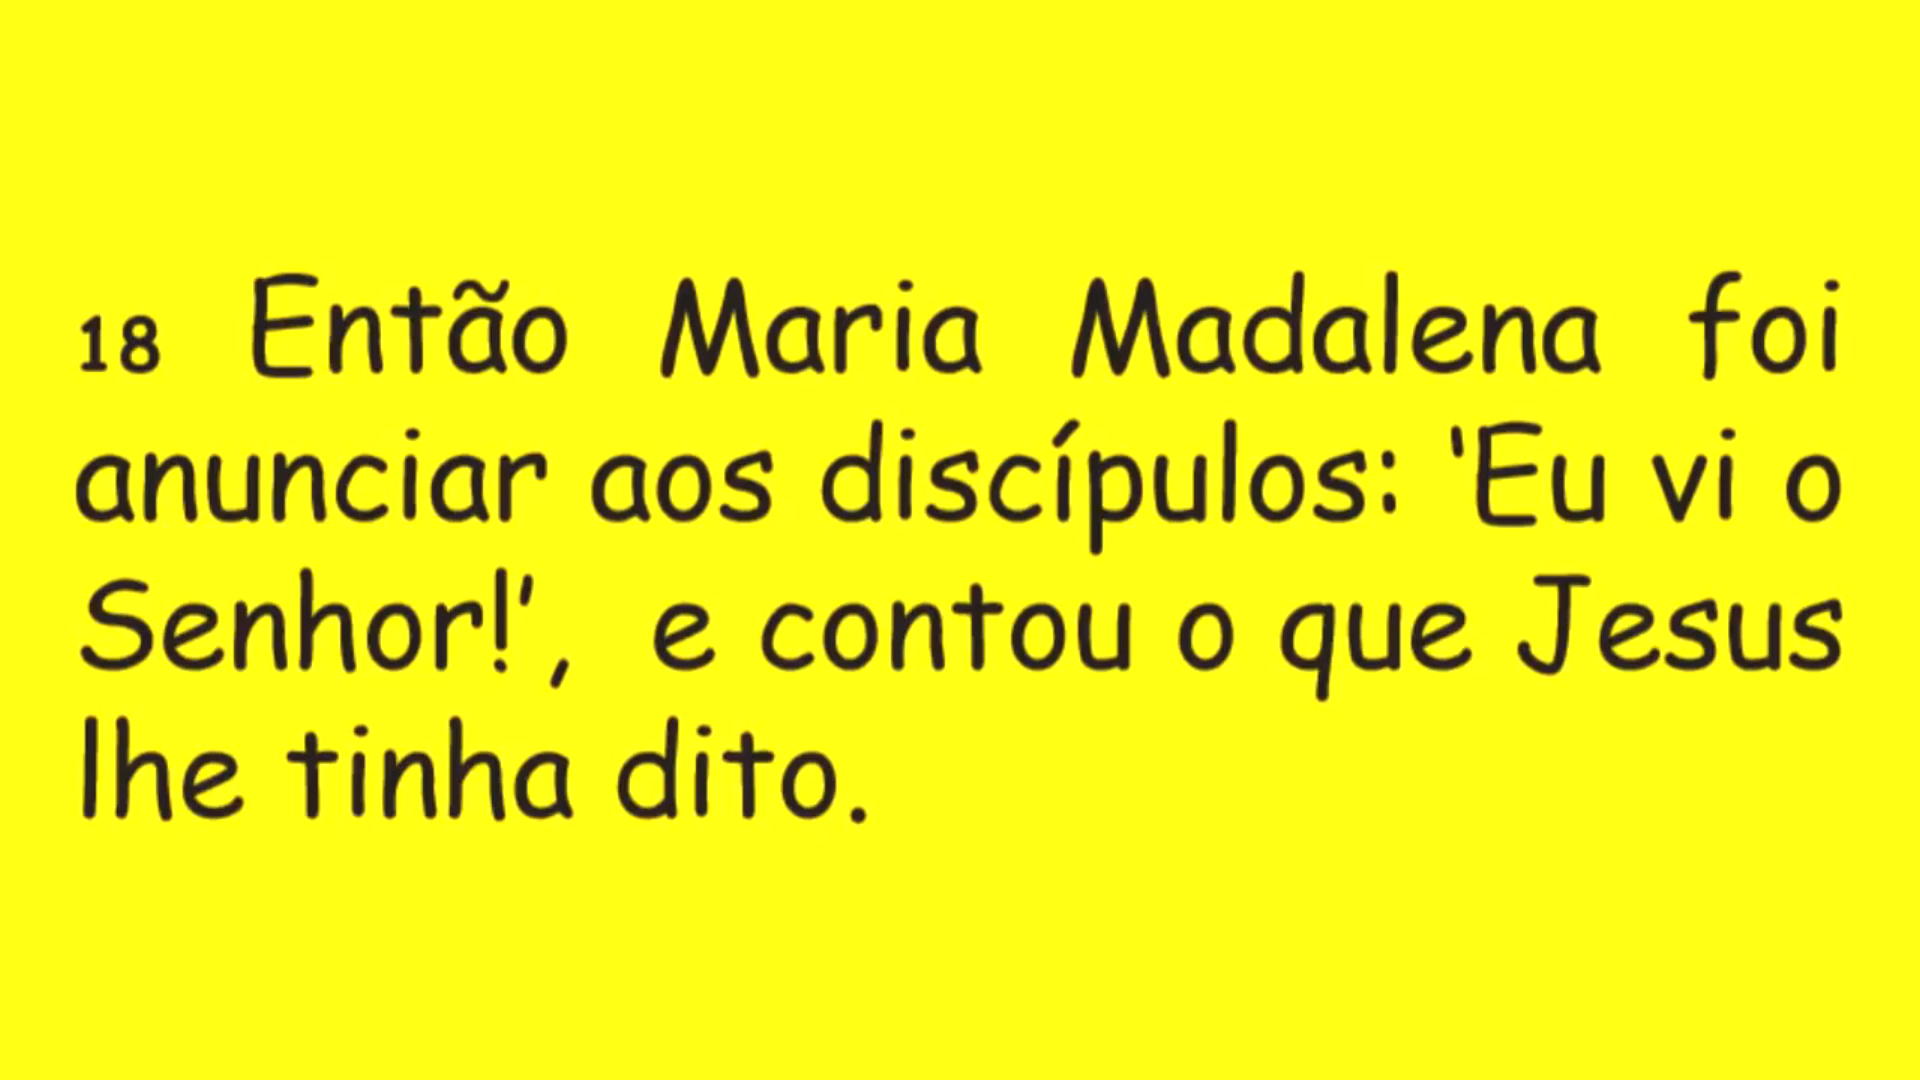 18 Então Maria Madalena foi
anunciar aos discípulos: 'Eu vi o
Senhor!', e contou o que Jesus
lhe tinha dito.